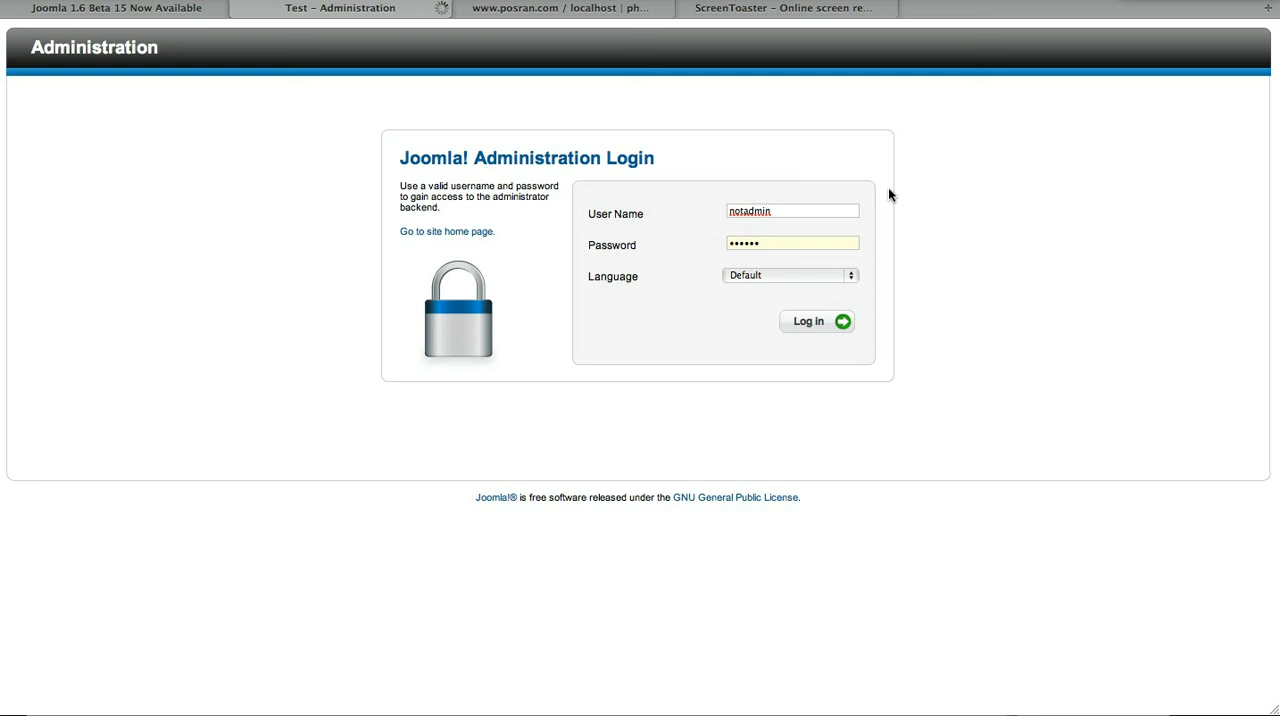 Joomla 1.6 Beta 15 Now Available
Test – Administration
www.posran.com / localhost | ph...
ScreenToaster – Online screen re...
+
Administration
Joomla! Administration Login
Use a valid username and password
to gain access to the administrator
backend.
Go to site home page.
User Name
notadmin
Password
••••••
Language
Default
Log in
Joomla!® is free software released under the GNU General Public License.